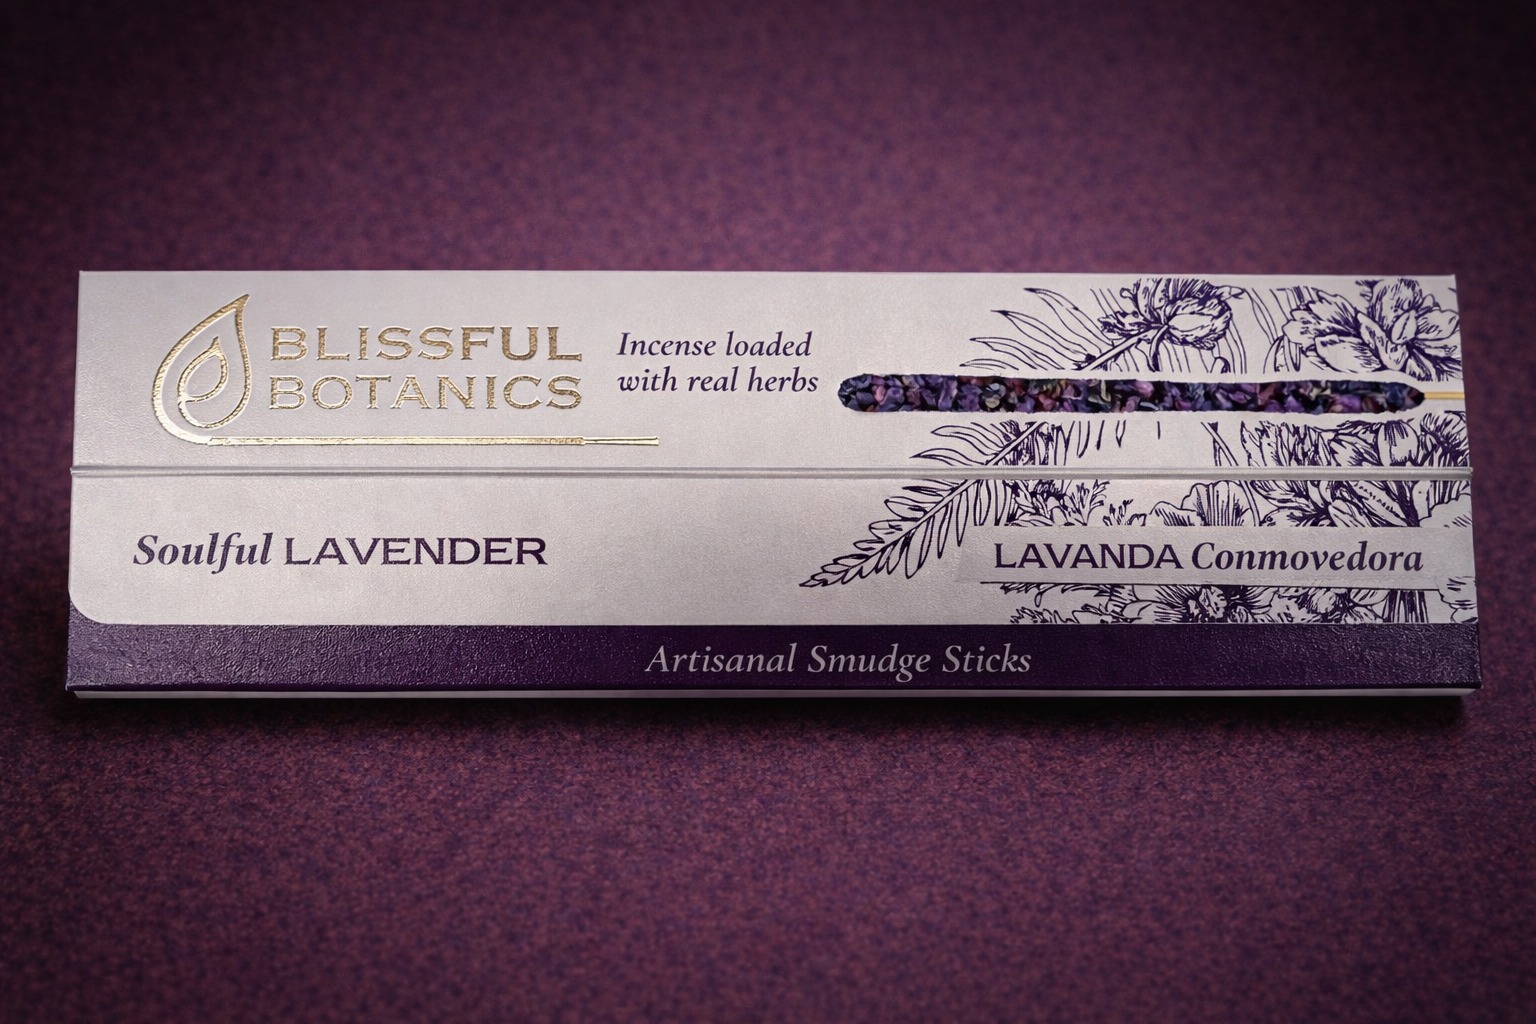 BLISSFUL
BOTANICS
Incense loaded
with real herbs
Soulful LAVENDER
LAVANDA Conmovedora
Artisanal Smudge Sticks